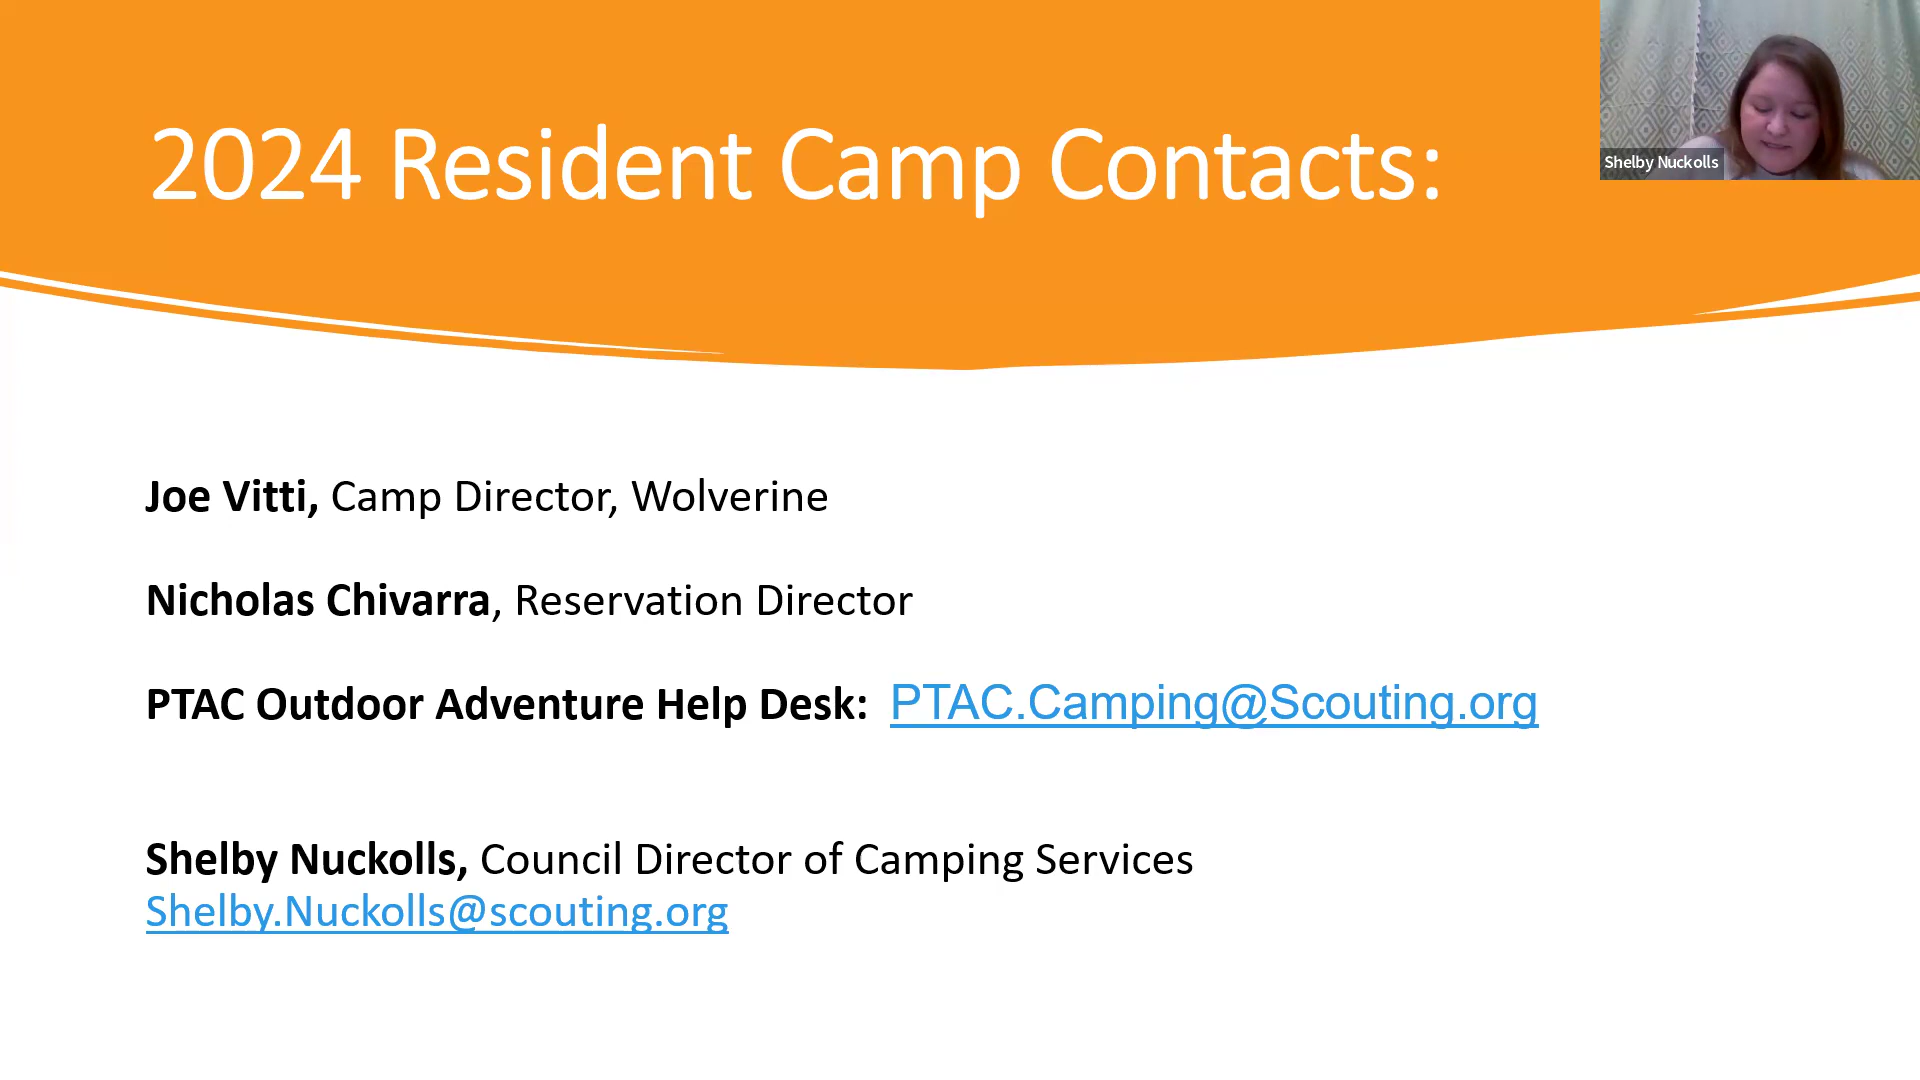 2024 Resident Camp Contacts:
Shelby Nuckolls
Joe Vitti, Camp Director, Wolverine
Nicholas Chivarra, Reservation Director
PTAC Outdoor Adventure Help Desk: PTAC.Camping@Scouting.org
Shelby Nuckolls, Council Director of Camping Services
Shelby.Nuckolls@scouting.org